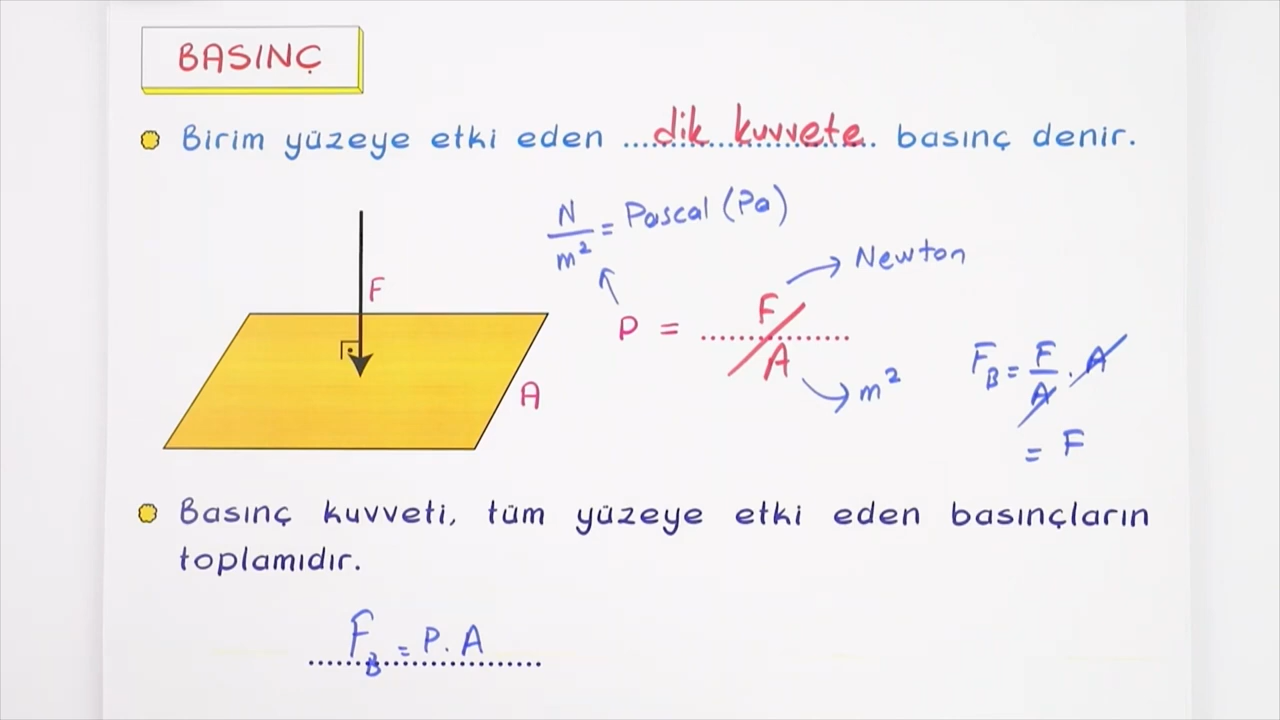 BASINÇ
Birim yüzeye etki eden dik kuvvete basınç denir.
N/m² = Pascal (Pa)
Newton
F
P = F/A
m²
A
F_B = F/A . A
= F
Basınç kuvveti, tüm yüzeye etki eden basınçların
toplamıdır.
F_B = P. A